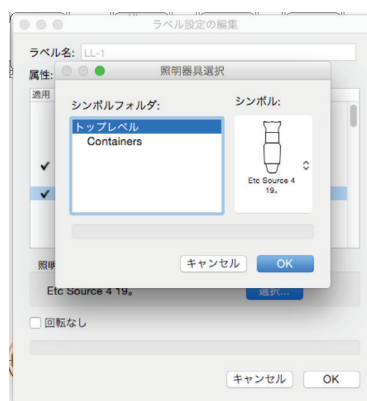 ラベル設定の編集
ラベル名: LL-1
属性:
照明器具選択
適用
シンボルフォルダ:
シンボル:
トップレベル
Containers
Etc Source 4
19。
キャンセル
OK
照明
Etc Source 4 19。
選択...
回転なし
キャンセル
OK